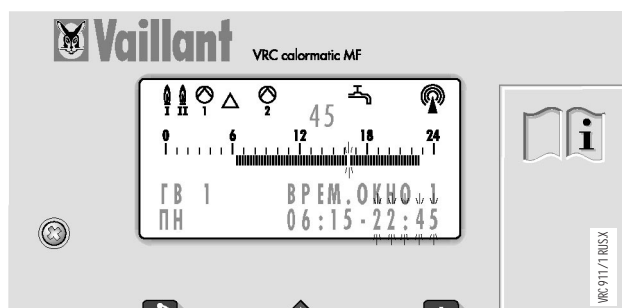 Vaillant
VRC calormatic MF
I II 1 2
45
0 6 12 18 24
ГВ 1 ВРЕМ.ОКНО 1
ПН 06:15-22:45
i
VRC 911/1 RUS.X